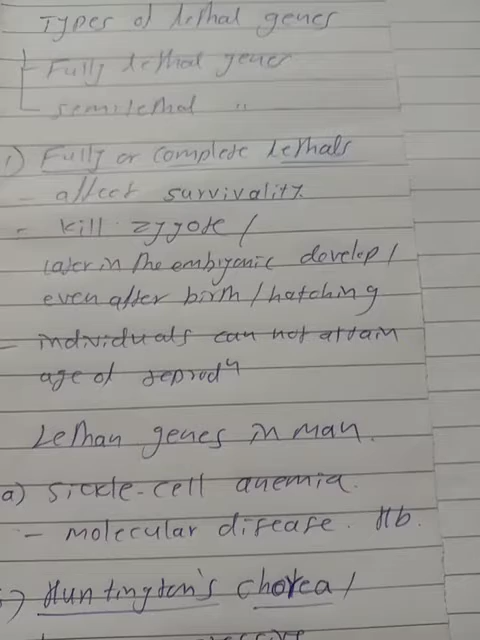 Types of lethal genes
Fully lethal genes
semilethal "
1) Fully or complete Lethals
- affect survivality.
- kill zygote /
later in the embryonic develop /
even after birth / hatching
- individuals can not attain
age of reprodⁿ
Lethan genes in man.
a) Sickle-cell anemia.
- molecular disease. Hb.
) Huntington's chorea /